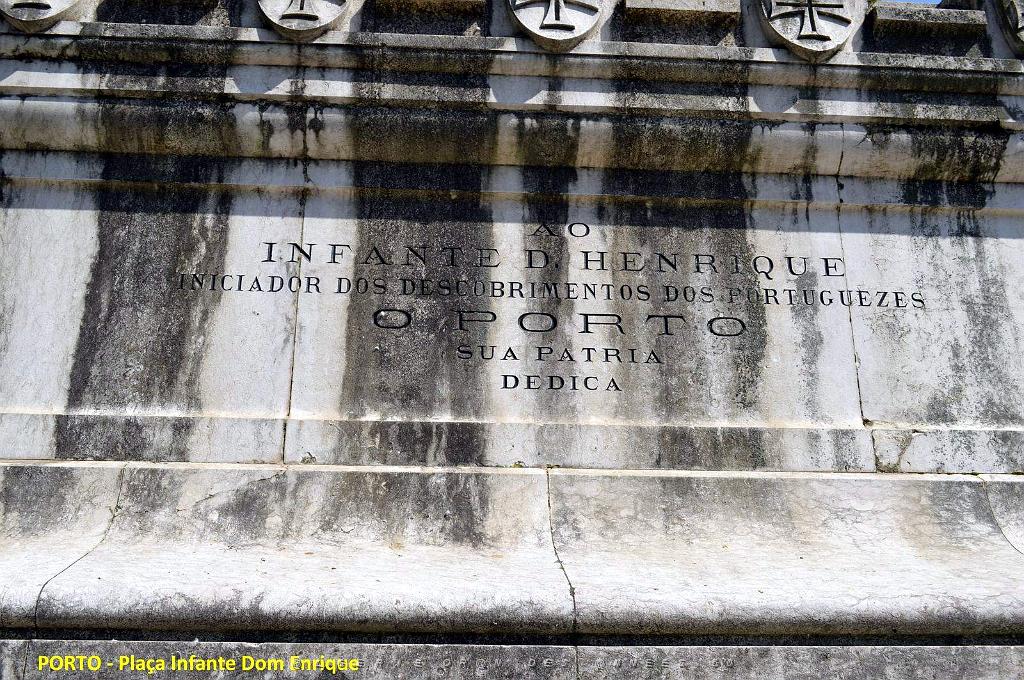 AO
INFANTE D. HENRIQUE
INICIADOR DOS DESCOBRIMENTOS DOS PORTUGUEZES
O PORTO
SUA PATRIA
DEDICA
PORTO - Plaça Infante Dom Enrique